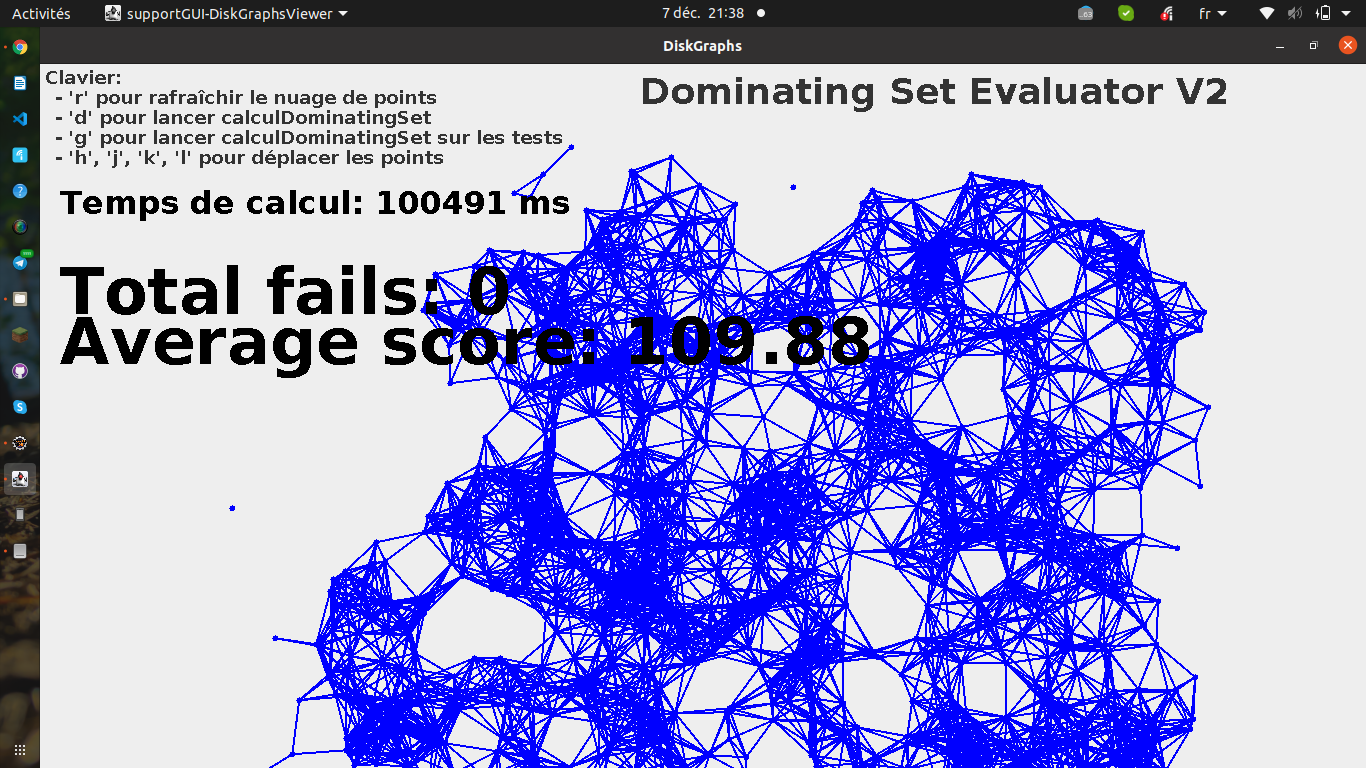 Activités
supportGUI-DiskGraphsViewer
7 déc. 21:38
63
fr
DiskGraphs
Clavier:
- 'r' pour rafraîchir le nuage de points
- 'd' pour lancer calculDominatingSet
- 'g' pour lancer calculDominatingSet sur les tests
- 'h', 'j', 'k', 'l' pour déplacer les points
Dominating Set Evaluator V2
Temps de calcul: 100491 ms
Total fails: 0
Average score: 109.88